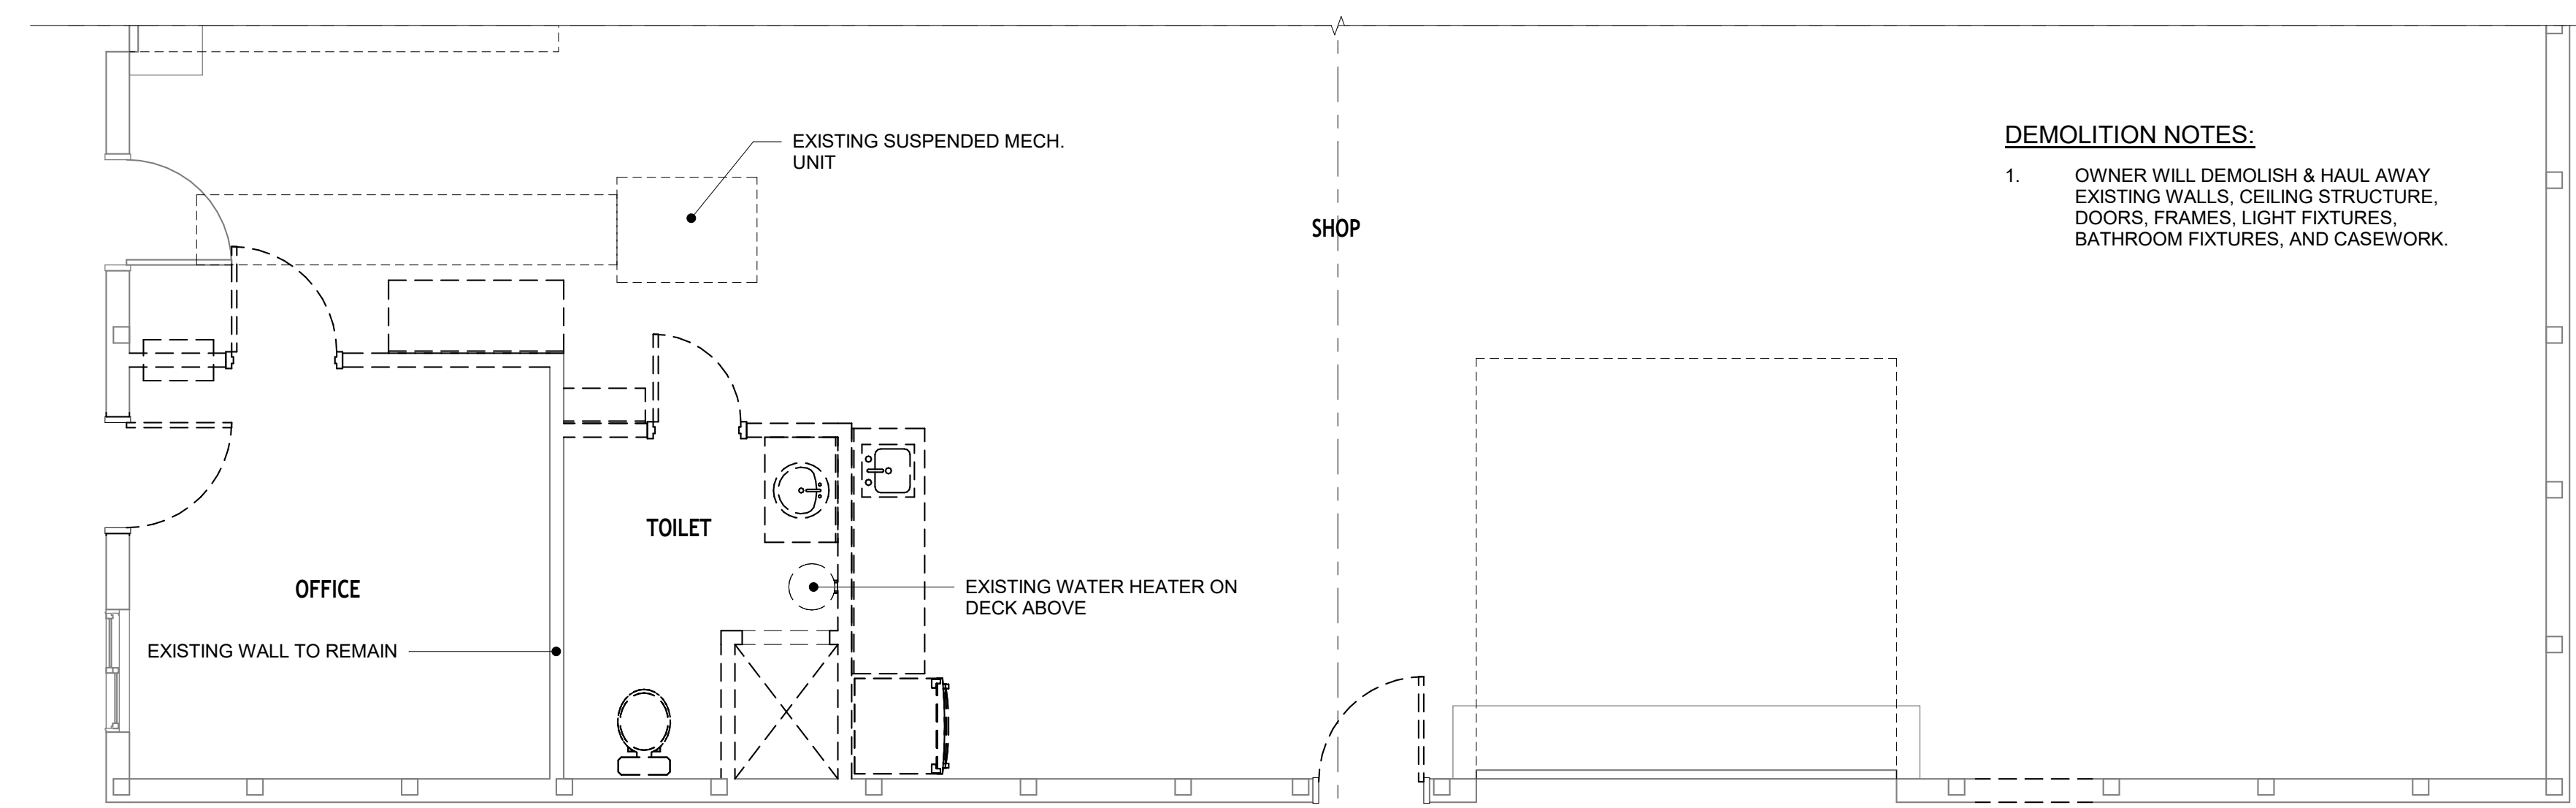 EXISTING SUSPENDED MECH.
UNIT
DEMOLITION NOTES:
1. OWNER WILL DEMOLISH & HAUL AWAY
EXISTING WALLS, CEILING STRUCTURE,
DOORS, FRAMES, LIGHT FIXTURES,
BATHROOM FIXTURES, AND CASEWORK.
SHOP
TOILET
OFFICE
EXISTING WATER HEATER ON
DECK ABOVE
EXISTING WALL TO REMAIN